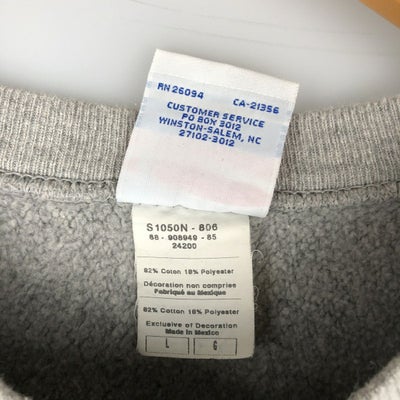 RN 26094 CA-21356
CUSTOMER SERVICE
PO BOX 3012
WINSTON-SALEM, NC
27102-3012
S1050N - 806
68 - 908949 - 85
24200
82% Cotton 18% Polyester
Décoration non comprise
Fabriqué au Mexique
82% Cotton 18% Polyester
Exclusive of Decoration
Made in Mexico
L G